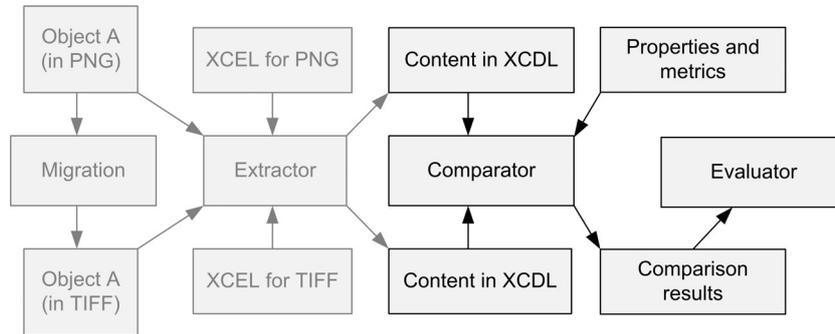 Object A
(in PNG)
XCEL for PNG
Content in XCDL
Properties and
metrics
Migration
Extractor
Comparator
Evaluator
Object A
(in TIFF)
XCEL for TIFF
Content in XCDL
Comparison
results